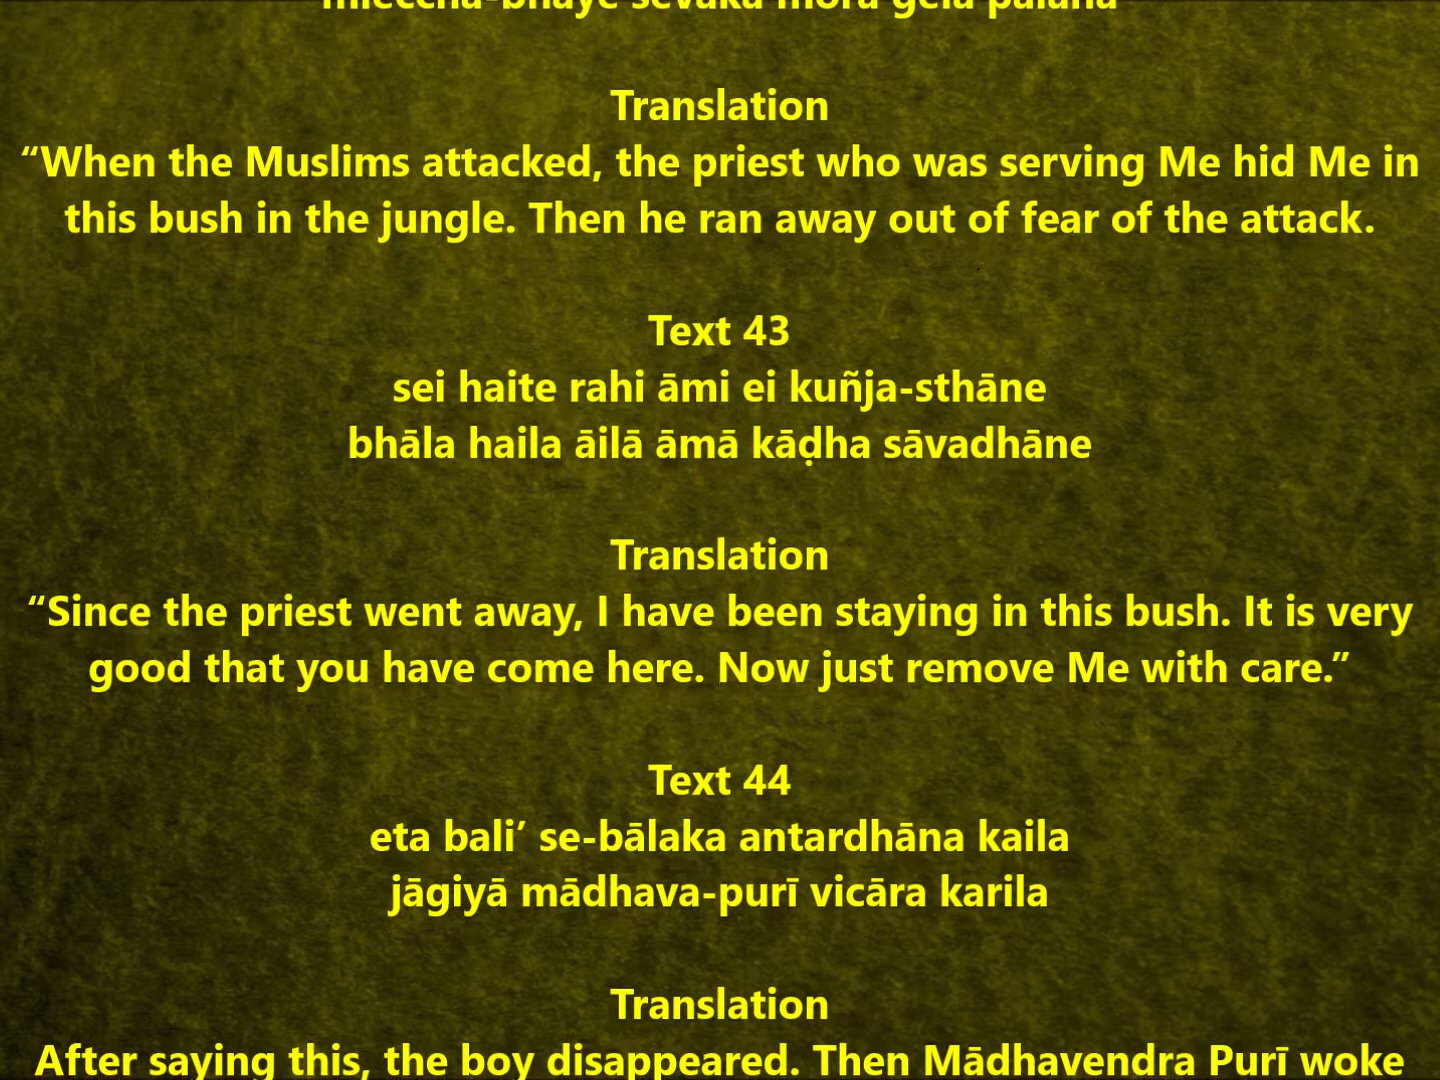 mleccha-bhaye sevaka mora gela palāñā
Translation
“When the Muslims attacked, the priest who was serving Me hid Me in
this bush in the jungle. Then he ran away out of fear of the attack.
Text 43
sei haite rahi āmi ei kuñja-sthāne
bhāla haila āilā āmā kāḍha sāvadhāne
Translation
“Since the priest went away, I have been staying in this bush. It is very
good that you have come here. Now just remove Me with care.”
Text 44
eta bali’ se-bālaka antardhāna kaila
jāgiyā mādhava-purī vicāra karila
Translation
After saying this, the boy disappeared. Then Mādhavendra Purī woke